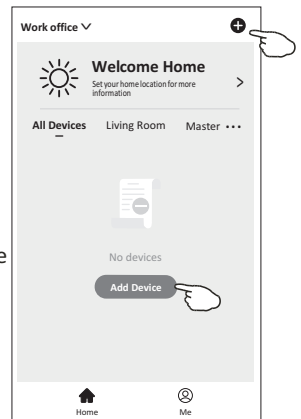 Work office
Welcome Home
Set your home location for more
information
All Devices Living Room Master
No devices
Add Device
Home Me